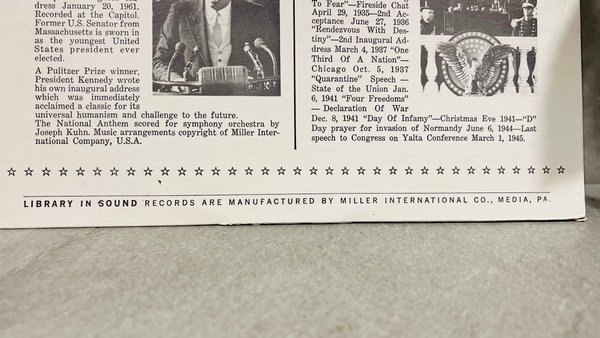 dress January 20, 1961.
Recorded at the Capitol.
Former U.S. Senator from
Massachusetts is sworn in
as the youngest United
States president ever
elected.
A Pulitzer Prize winner,
President Kennedy wrote
his own inaugural address
which was immediately
acclaimed a classic for its
universal humanism and challenge to the future.
The National Anthem scored for symphony orchestra by
Joseph Kuhn. Music arrangements copyright of Miller Inter-
national Company, U.S.A.
To Fear"—Fireside Chat
April 29, 1935—2nd Ac-
ceptance June 27, 1936
"Rendezvous With Des-
tiny"—2nd Inaugural Ad-
dress March 4, 1937 "One
Third Of A Nation"—
Chicago Oct. 5, 1937
"Quarantine" Speech —
State of the Union Jan.
6, 1941 "Four Freedoms"
— Declaration Of War
Dec. 8, 1941 "Day Of Infamy"—Christmas Eve 1941—"D"
Day prayer for invasion of Normandy June 6, 1944—Last
speech to Congress on Yalta Conference March 1, 1945.
LIBRARY IN SOUND RECORDS ARE MANUFACTURED BY MILLER INTERNATIONAL CO., MEDIA, PA.